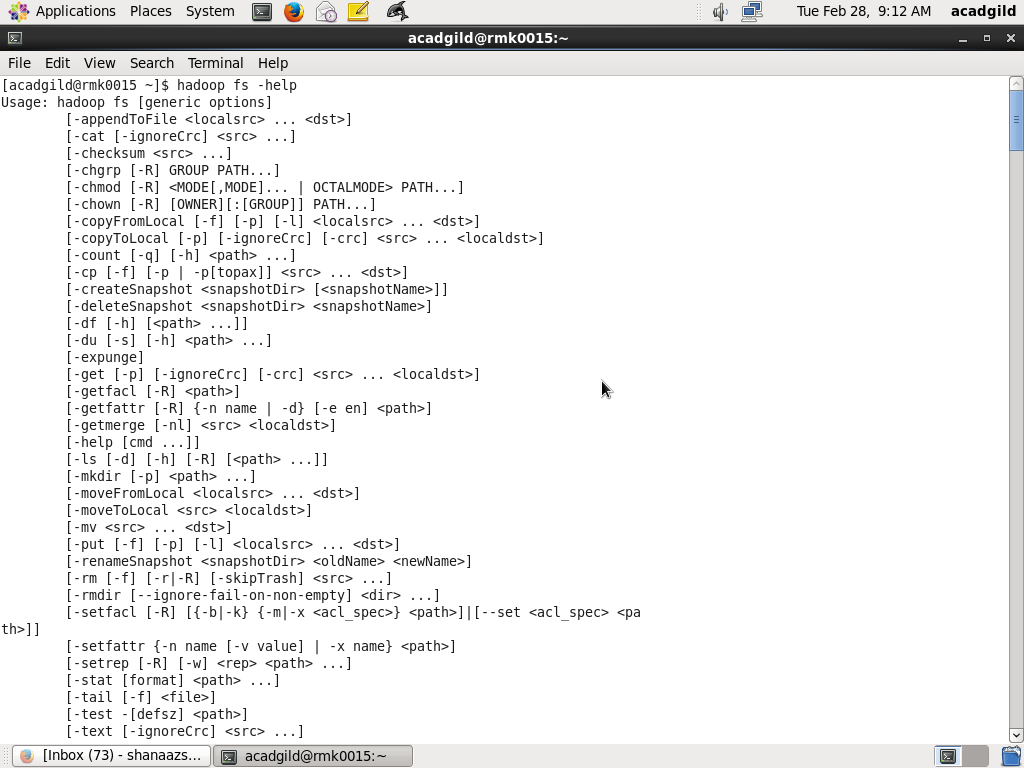 Applications Places System Tue Feb 28, 9:12 AM acadgild
acadgild@rmk0015:~
File Edit View Search Terminal Help
[acadgild@rmk0015 ~]$ hadoop fs -help
Usage: hadoop fs [generic options]
        [-appendToFile <localsrc> ... <dst>]
        [-cat [-ignoreCrc] <src> ...]
        [-checksum <src> ...]
        [-chgrp [-R] GROUP PATH...]
        [-chmod [-R] <MODE[,MODE]... | OCTALMODE> PATH...]
        [-chown [-R] [OWNER][:[GROUP]] PATH...]
        [-copyFromLocal [-f] [-p] [-l] <localsrc> ... <dst>]
        [-copyToLocal [-p] [-ignoreCrc] [-crc] <src> ... <localdst>]
        [-count [-q] [-h] <path> ...]
        [-cp [-f] [-p | -p[topax]] <src> ... <dst>]
        [-createSnapshot <snapshotDir> [<snapshotName>]]
        [-deleteSnapshot <snapshotDir> <snapshotName>]
        [-df [-h] [<path> ...]]
        [-du [-s] [-h] <path> ...]
        [-expunge]
        [-get [-p] [-ignoreCrc] [-crc] <src> ... <localdst>]
        [-getfacl [-R] <path>]
        [-getfattr [-R] {-n name | -d} [-e en] <path>]
        [-getmerge [-nl] <src> <localdst>]
        [-help [cmd ...]]
        [-ls [-d] [-h] [-R] [<path> ...]]
        [-mkdir [-p] <path> ...]
        [-moveFromLocal <localsrc> ... <dst>]
        [-moveToLocal <src> <localdst>]
        [-mv <src> ... <dst>]
        [-put [-f] [-p] [-l] <localsrc> ... <dst>]
        [-renameSnapshot <snapshotDir> <oldName> <newName>]
        [-rm [-f] [-r|-R] [-skipTrash] <src> ...]
        [-rmdir [--ignore-fail-on-non-empty] <dir> ...]
        [-setfacl [-R] [{-b|-k} {-m|-x <acl_spec>} <path>]|[--set <acl_spec> <pa
th>]]
        [-setfattr {-n name [-v value] | -x name} <path>]
        [-setrep [-R] [-w] <rep> <path> ...]
        [-stat [format] <path> ...]
        [-tail [-f] <file>]
        [-test -[defsz] <path>]
        [-text [-ignoreCrc] <src> ...]
[Inbox (73) - shanaazs... acadgild@rmk0015:~